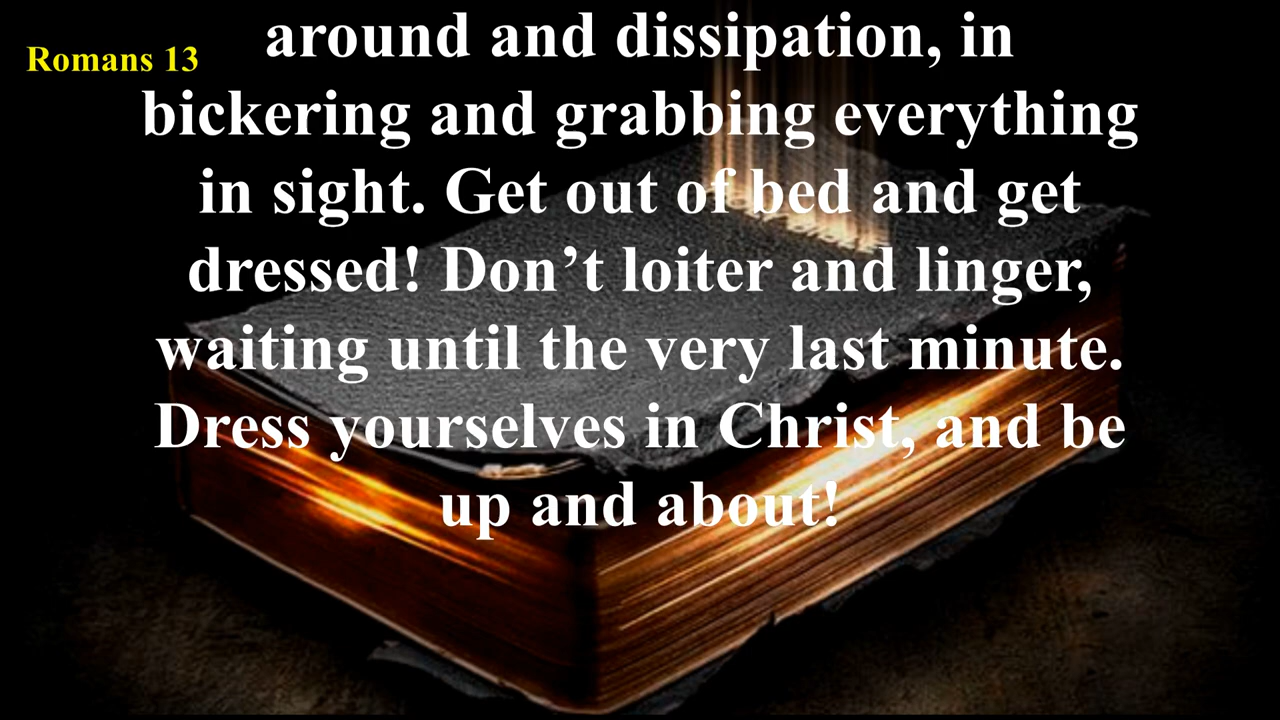 Romans 13
around and dissipation, in
bickering and grabbing everything
in sight. Get out of bed and get
dressed! Don’t loiter and linger,
waiting until the very last minute.
Dress yourselves in Christ, and be
up and about!